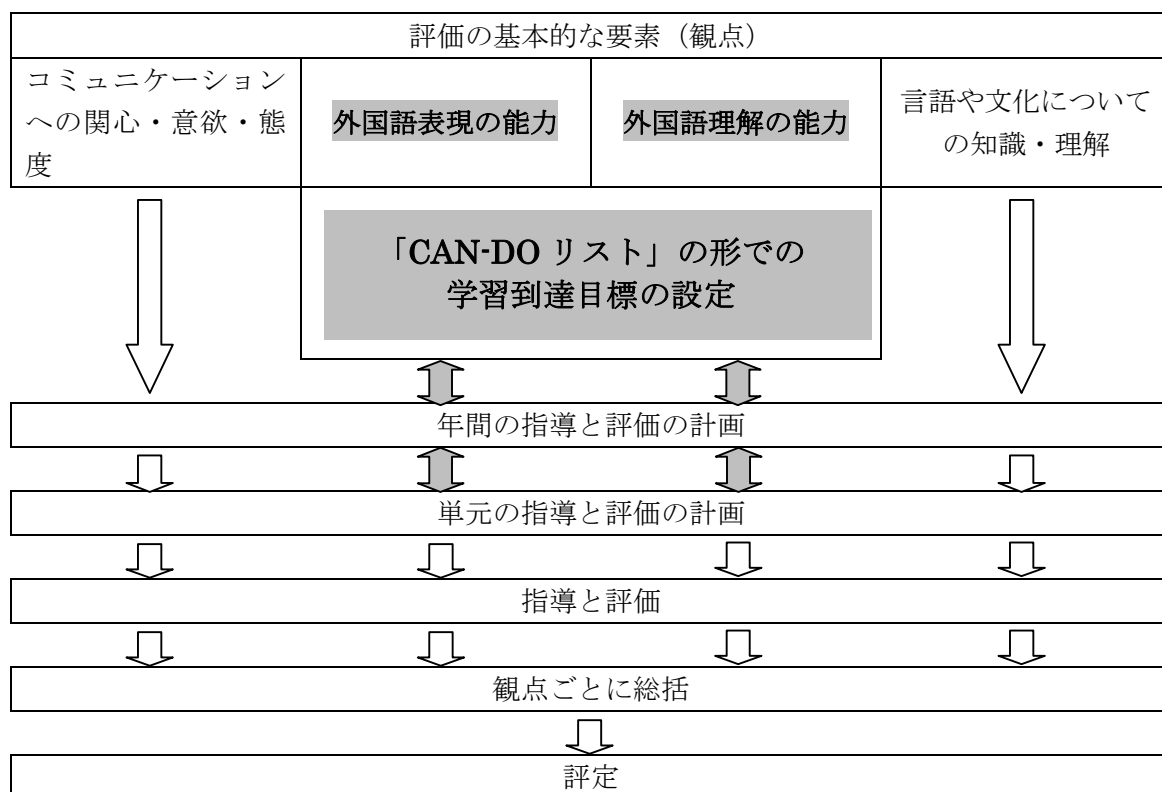 評価の基本的な要素（観点）
コミュニケーション
への関心・意欲・態
度
外国語表現の能力
外国語理解の能力
言語や文化について
の知識・理解
「CAN-DO リスト」の形での
学習到達目標の設定
年間の指導と評価の計画
単元の指導と評価の計画
指導と評価
観点ごとに総括
評定